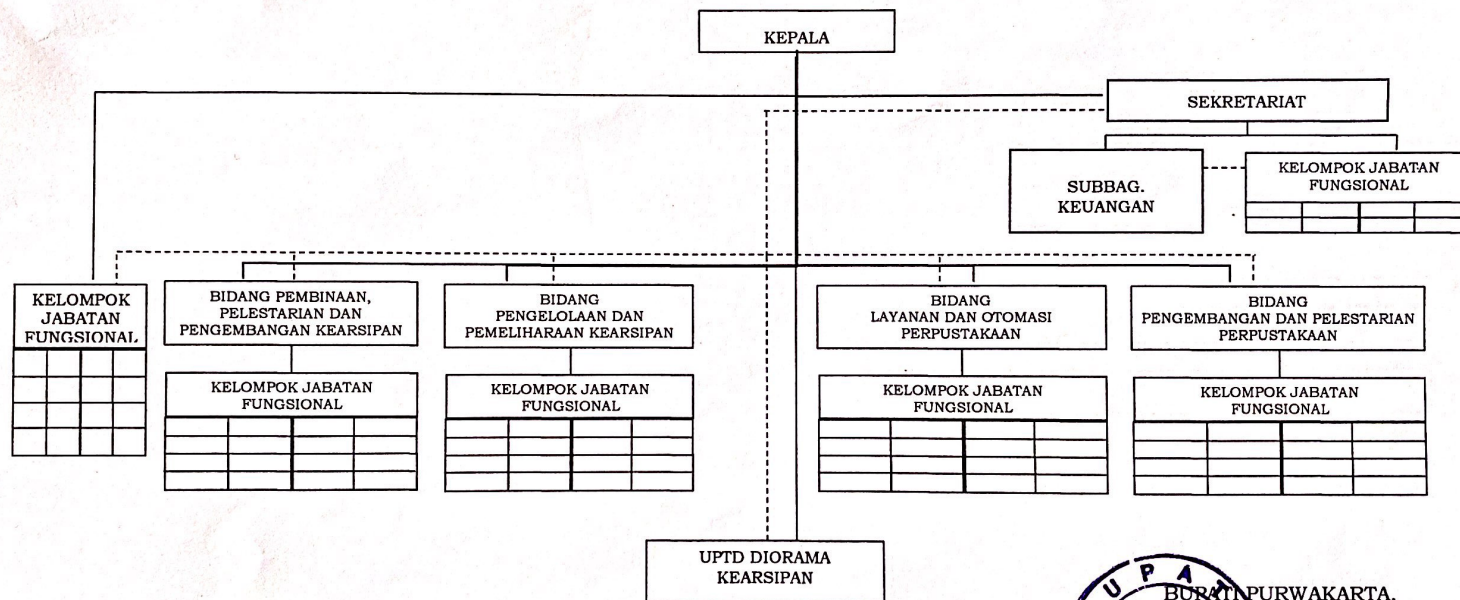 KEPALA
SEKRETARIAT
SUBBAG.
KEUANGAN
KELOMPOK JABATAN
FUNGSIONAL
KELOMPOK
JABATAN
FUNGSIONAL
BIDANG PEMBINAAN,
PELESTARIAN DAN
PENGEMBANGAN KEARSIPAN
BIDANG
PENGELOLAAN DAN
PEMELIHARAAN KEARSIPAN
BIDANG
LAYANAN DAN OTOMASI
PERPUSTAKAAN
BIDANG
PENGEMBANGAN DAN PELESTARIAN
PERPUSTAKAAN
KELOMPOK JABATAN
FUNGSIONAL
KELOMPOK JABATAN
FUNGSIONAL
KELOMPOK JABATAN
FUNGSIONAL
KELOMPOK JABATAN
FUNGSIONAL
UPTD DIORAMA
KEARSIPAN
UPAT
BUPATI PURWAKARTA,